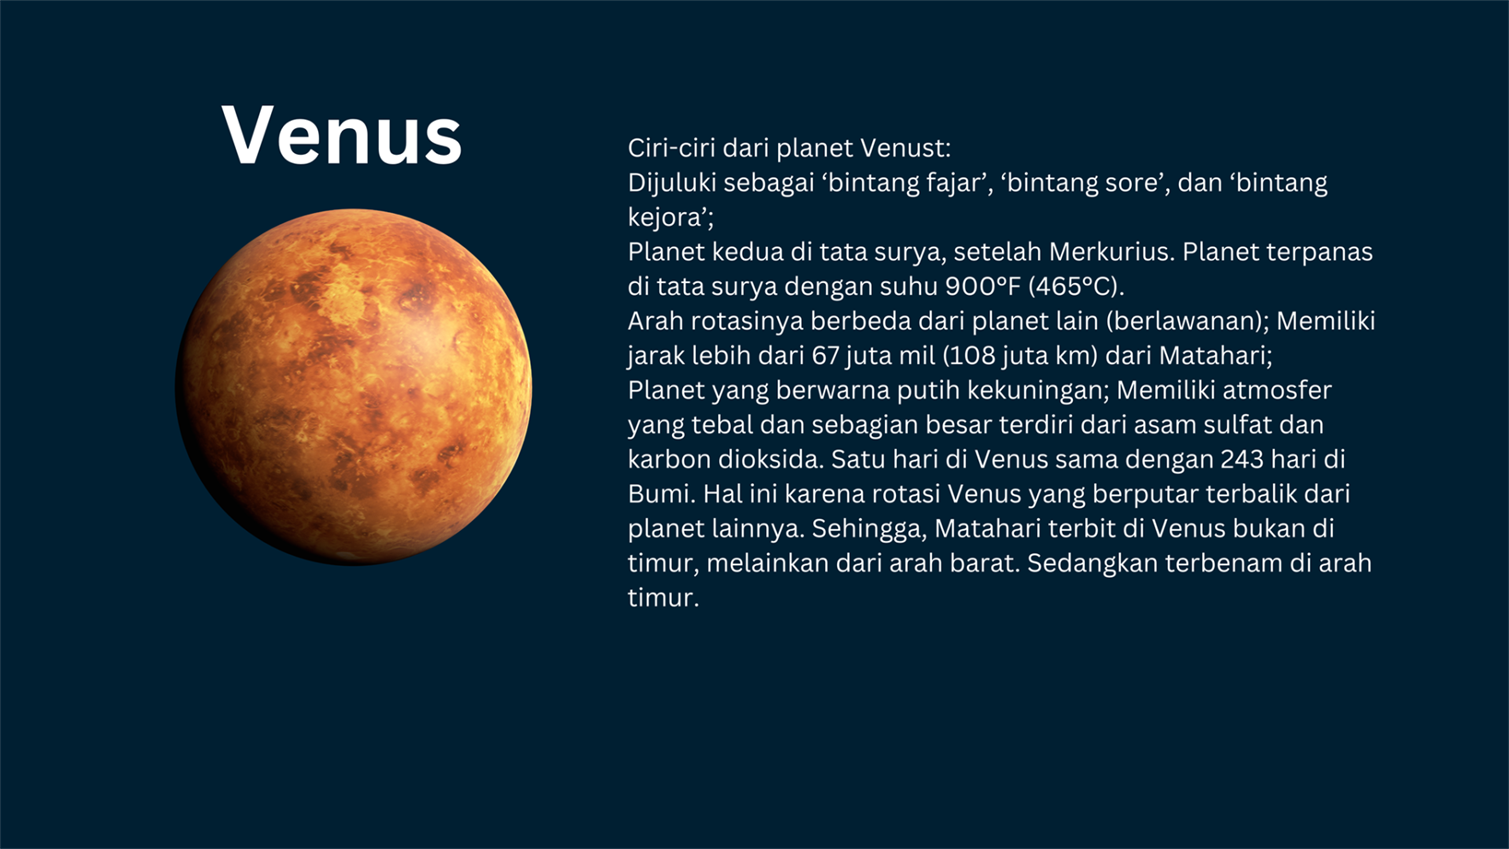 Venus
Ciri-ciri dari planet Venust:
Dijuluki sebagai ‘bintang fajar’, ‘bintang sore’, dan ‘bintang
kejora’;
Planet kedua di tata surya, setelah Merkurius. Planet terpanas
di tata surya dengan suhu 900°F (465°C).
Arah rotasinya berbeda dari planet lain (berlawanan); Memiliki
jarak lebih dari 67 juta mil (108 juta km) dari Matahari;
Planet yang berwarna putih kekuningan; Memiliki atmosfer
yang tebal dan sebagian besar terdiri dari asam sulfat dan
karbon dioksida. Satu hari di Venus sama dengan 243 hari di
Bumi. Hal ini karena rotasi Venus yang berputar terbalik dari
planet lainnya. Sehingga, Matahari terbit di Venus bukan di
timur, melainkan dari arah barat. Sedangkan terbenam di arah
timur.